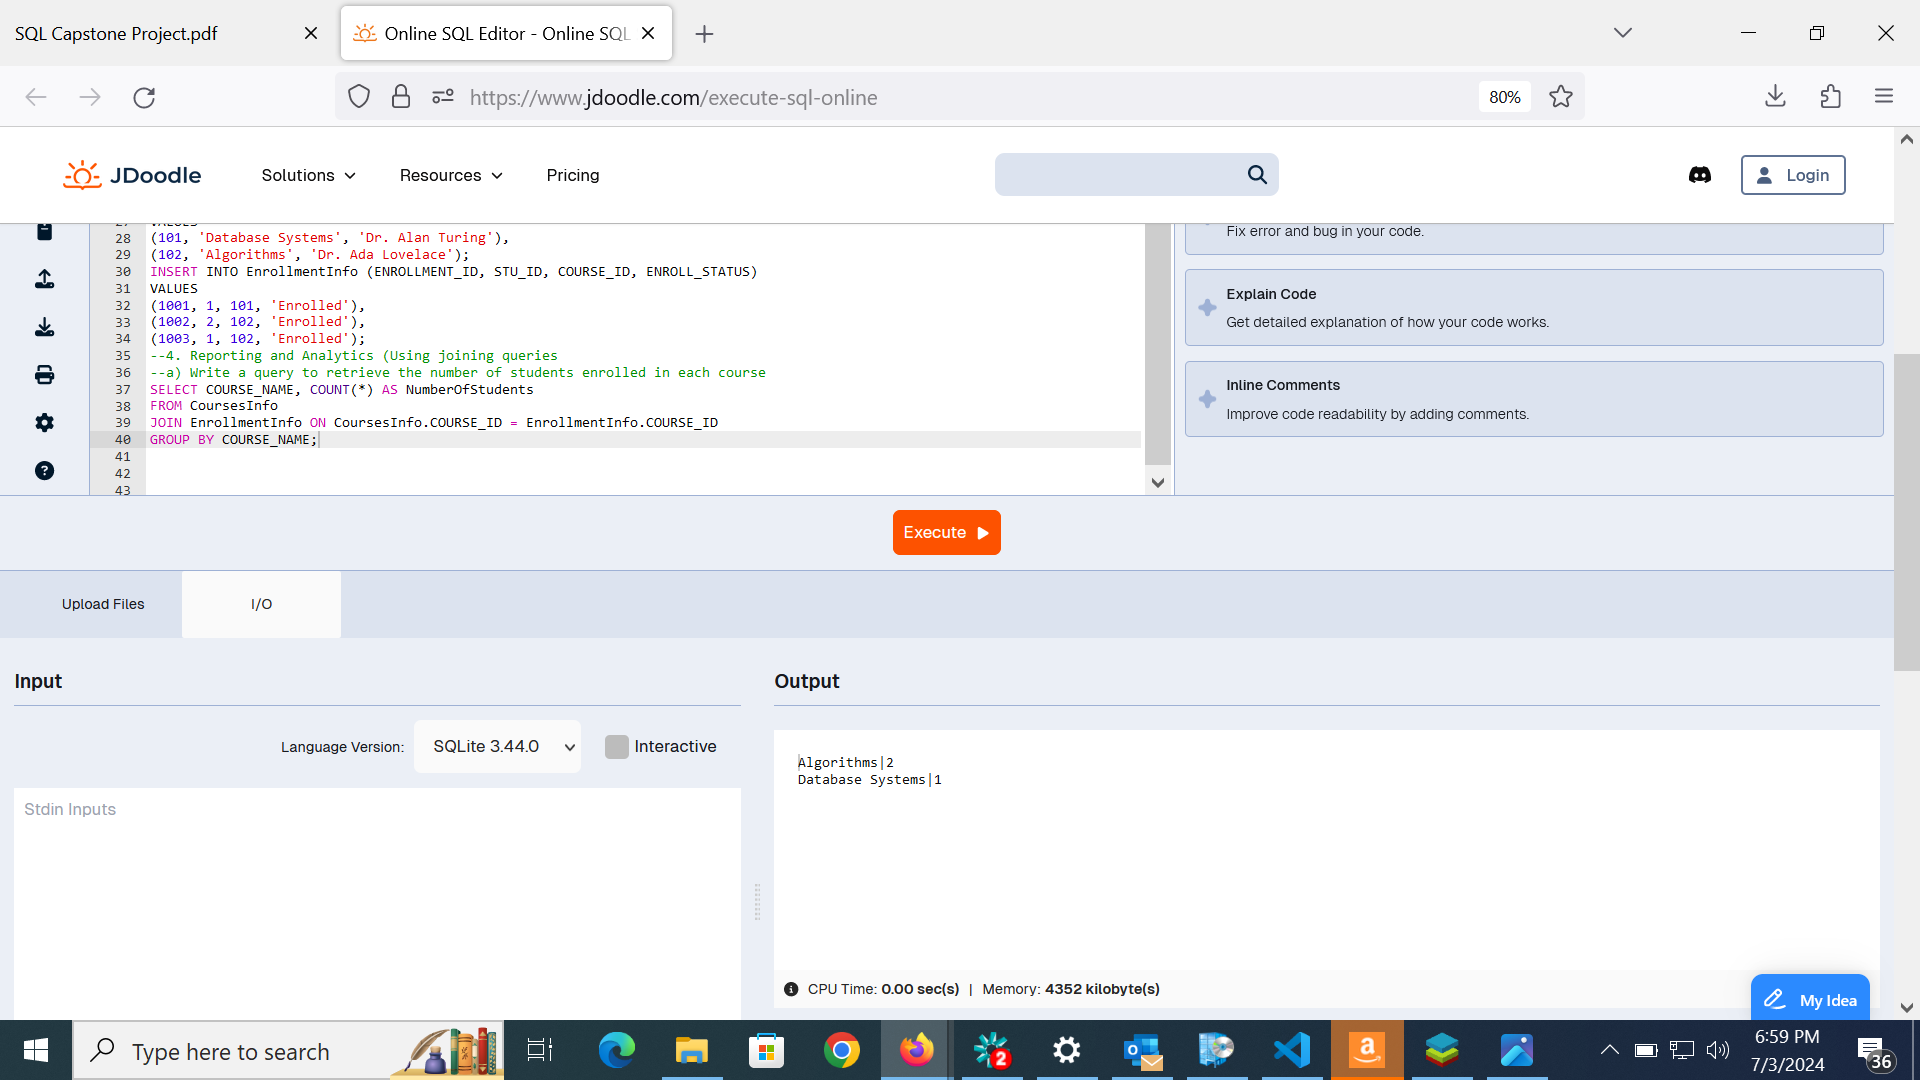 SQL Capstone Project.pdf
Online SQL Editor - Online SQL
https://www.jdoodle.com/execute-sql-online
80%
JDoodle
Solutions
Resources
Pricing
Login
27 VALUES
28 (101, 'Database Systems', 'Dr. Alan Turing'),
29 (102, 'Algorithms', 'Dr. Ada Lovelace');
30 INSERT INTO EnrollmentInfo (ENROLLMENT_ID, STU_ID, COURSE_ID, ENROLL_STATUS)
31 VALUES
32 (1001, 1, 101, 'Enrolled'),
33 (1002, 2, 102, 'Enrolled'),
34 (1003, 1, 102, 'Enrolled');
35 --4. Reporting and Analytics (Using joining queries
36 --a) Write a query to retrieve the number of students enrolled in each course
37 SELECT COURSE_NAME, COUNT(*) AS NumberOfStudents
38 FROM CoursesInfo
39 JOIN EnrollmentInfo ON CoursesInfo.COURSE_ID = EnrollmentInfo.COURSE_ID
40 GROUP BY COURSE_NAME;
41
42
43
Fix error and bug in your code.
Explain Code
Get detailed explanation of how your code works.
Inline Comments
Improve code readability by adding comments.
Execute
Upload Files
I/O
Input
Language Version:
SQLite 3.44.0
Interactive
Stdin Inputs
Output
Algorithms|2
Database Systems|1
CPU Time: 0.00 sec(s) | Memory: 4352 kilobyte(s)
My Idea
Type here to search
2
6:59 PM
7/3/2024
36